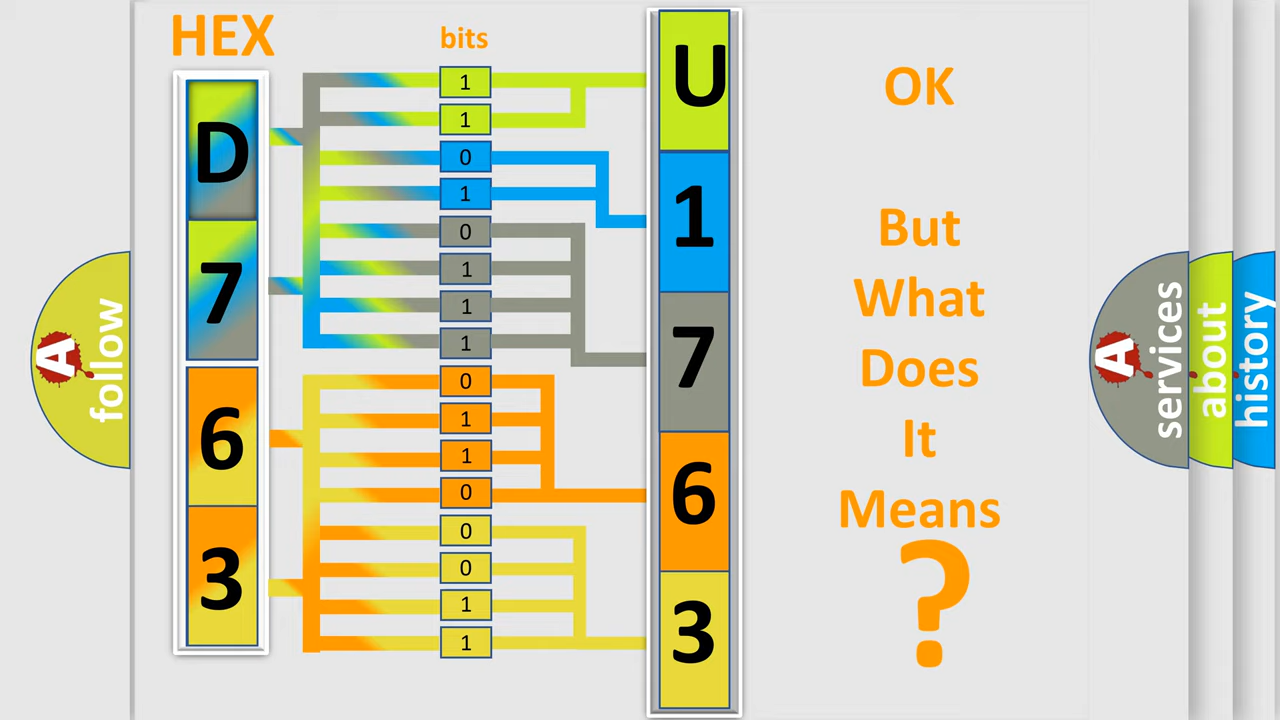 HEX
bits
D
7
6
3
1
1
0
1
0
1
1
1
0
1
1
0
0
0
1
1
U
1
7
6
3
OK
But
What
Does
It
Means
?
A
follow
A
services
about
history